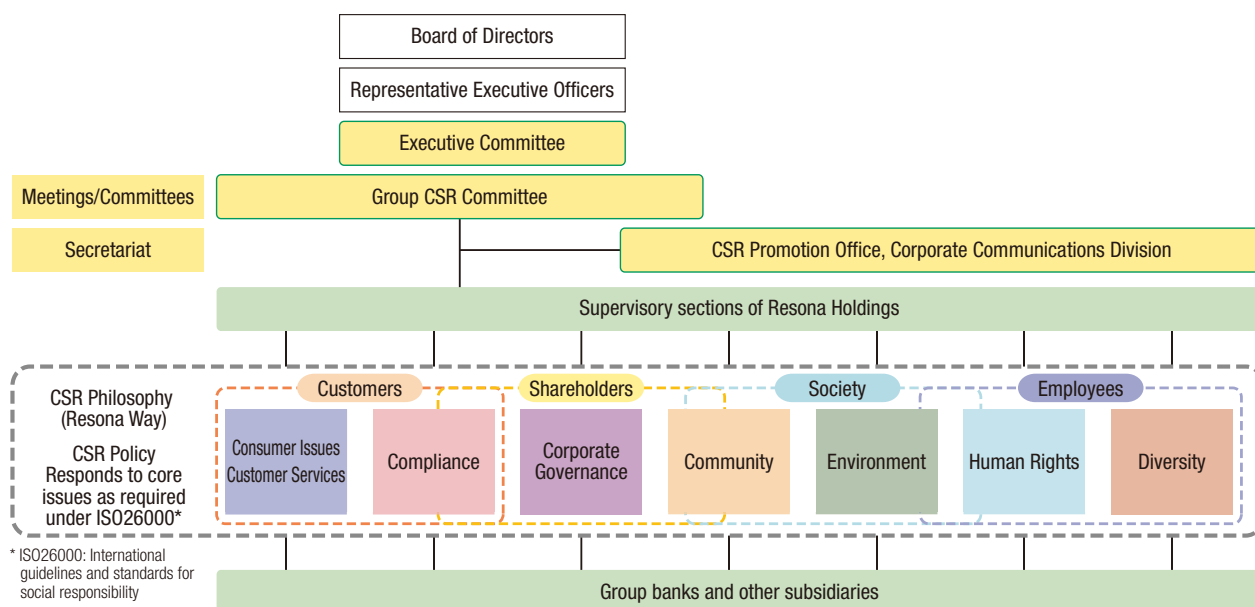 Board of Directors
Representative Executive Officers
Executive Committee
Meetings/Committees
Group CSR Committee
Secretariat
CSR Promotion Office, Corporate Communications Division
Supervisory sections of Resona Holdings
Customers
Shareholders
Society
Employees
CSR Philosophy
(Resona Way)
CSR Policy
Responds to core
issues as required
under ISO26000*
Consumer Issues
Customer Services
Compliance
Corporate
Governance
Community
Environment
Human Rights
Diversity
* ISO26000: International
guidelines and standards for
social responsibility
Group banks and other subsidiaries